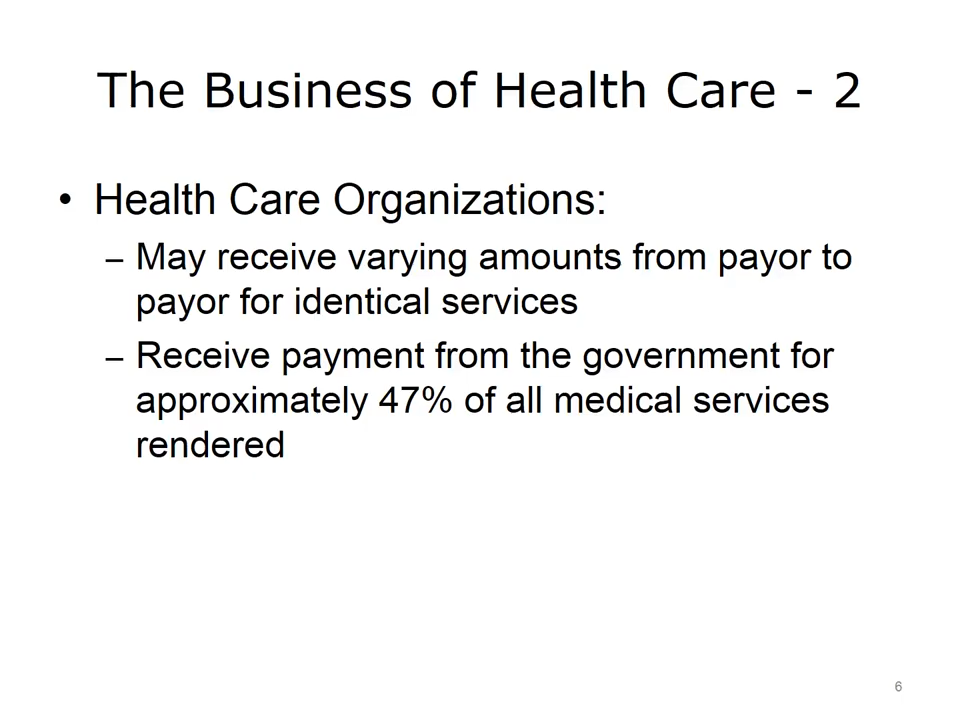 The Business of Health Care - 2
• Health Care Organizations:
– May receive varying amounts from payor to
payor for identical services
– Receive payment from the government for
approximately 47% of all medical services
rendered
6